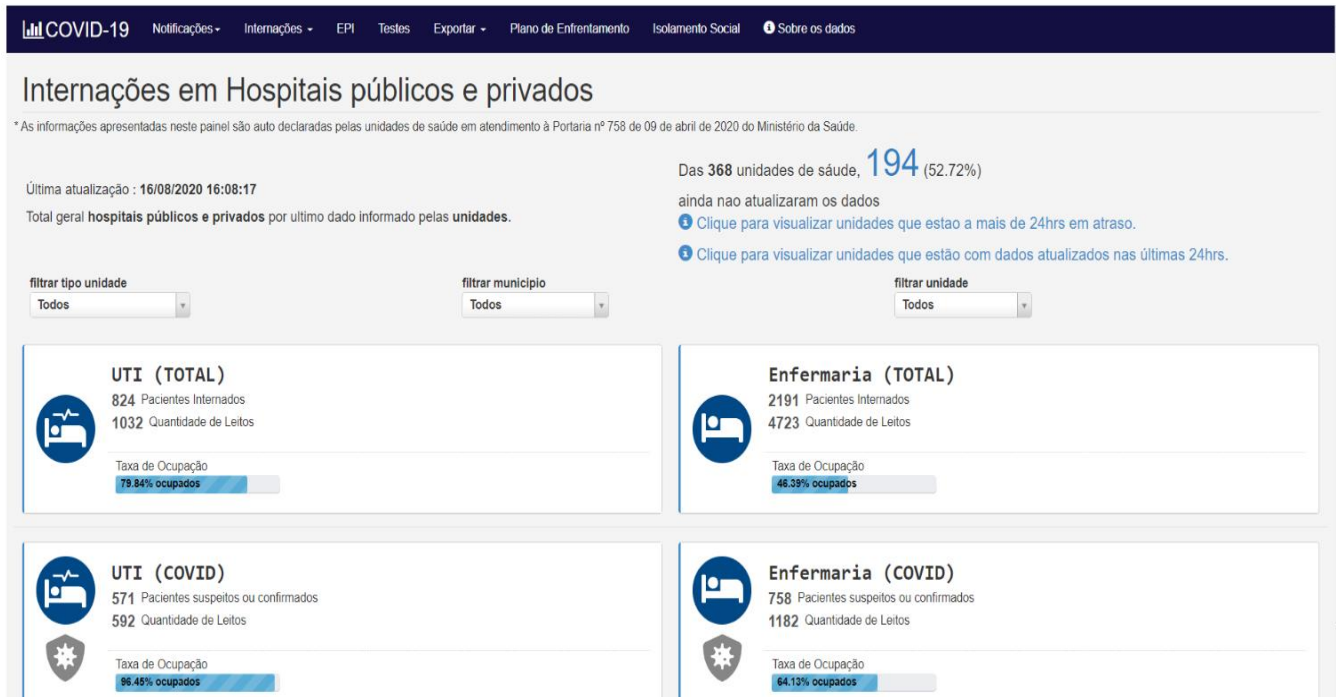 COVID-19 Notificações Internações EPI Testes Exportar Plano de Enfrentamento Isolamento Social Sobre os dados
Internações em Hospitais públicos e privados
* As informações apresentadas neste painel são auto declaradas pelas unidades de saúde em atendimento à Portaria nº 758 de 09 de abril de 2020 do Ministério da Saúde.
Última atualização : 16/08/2020 16:08:17
Total geral hospitais públicos e privados por ultimo dado informado pelas unidades.
Das 368 unidades de sáude, 194 (52.72%)
ainda nao atualizaram os dados
Clique para visualizar unidades que estao a mais de 24hrs em atraso.
Clique para visualizar unidades que estão com dados atualizados nas últimas 24hrs.
filtrar tipo unidade
Todos
filtrar municipio
Todos
filtrar unidade
Todos
UTI (TOTAL)
824 Pacientes Internados
1032 Quantidade de Leitos
Taxa de Ocupação
79.84% ocupados
Enfermaria (TOTAL)
2191 Pacientes Internados
4723 Quantidade de Leitos
Taxa de Ocupação
46.39% ocupados
UTI (COVID)
571 Pacientes suspeitos ou confirmados
592 Quantidade de Leitos
Taxa de Ocupação
96.45% ocupados
Enfermaria (COVID)
758 Pacientes suspeitos ou confirmados
1182 Quantidade de Leitos
Taxa de Ocupação
64.13% ocupados